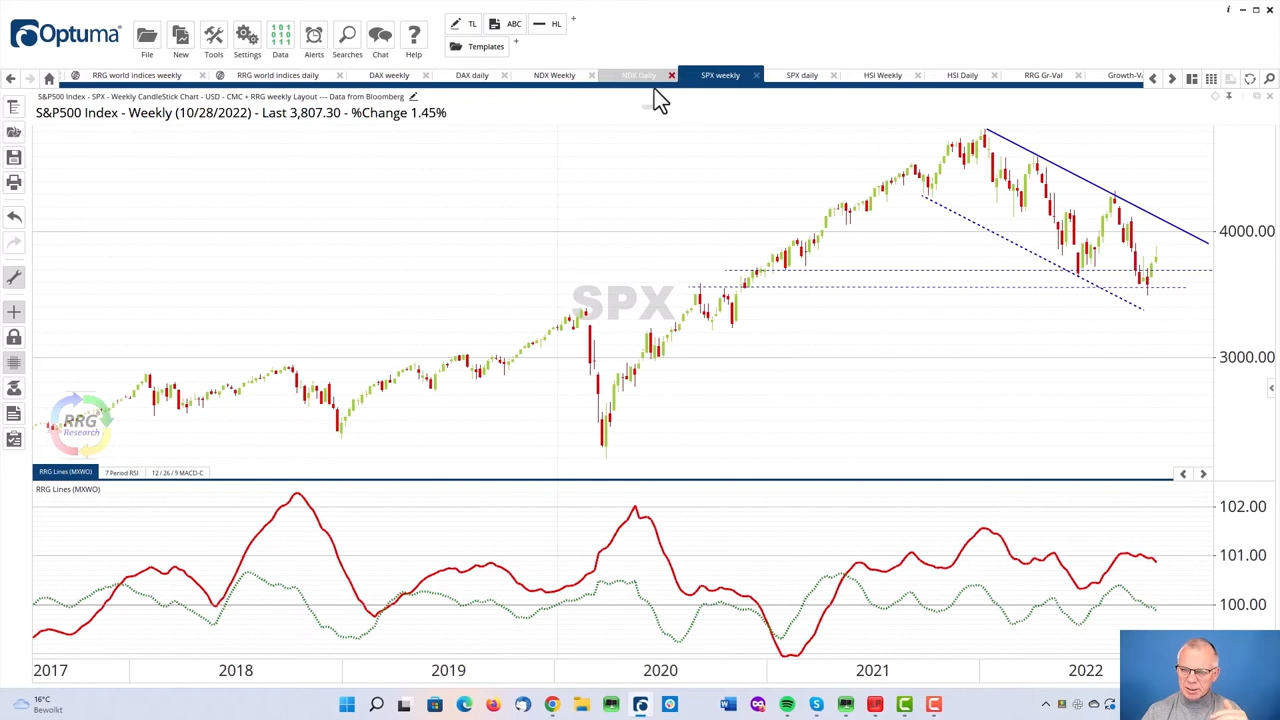 Optuma®
File
New
Tools
Settings
Data
Alerts
Searches
Chat
Help
TL
ABC
HL
Templates
RRG world indices weekly
RRG world indices daily
DAX weekly
DAX daily
NDX Weekly
NDX Daily
SPX weekly
SPX daily
HSI Weekly
HSI Daily
RRG Gr-Val
Growth-Va
S&P500 Index - SPX - Weekly CandleStick Chart - USD - CMC + RRG weekly Layout --- Data from Bloomberg
S&P500 Index - Weekly (10/28/2022) - Last 3,807.30 - %Change 1.45%
4000.00
SPX
3000.00
RRG
Research
RRG Lines (MXWO)
7 Period RSI
12 / 26 / 9 MACD-C
RRG Lines (MXWO)
102.00
101.00
100.00
2017
2018
2019
2020
2021
2022
16°C
Bewolkt